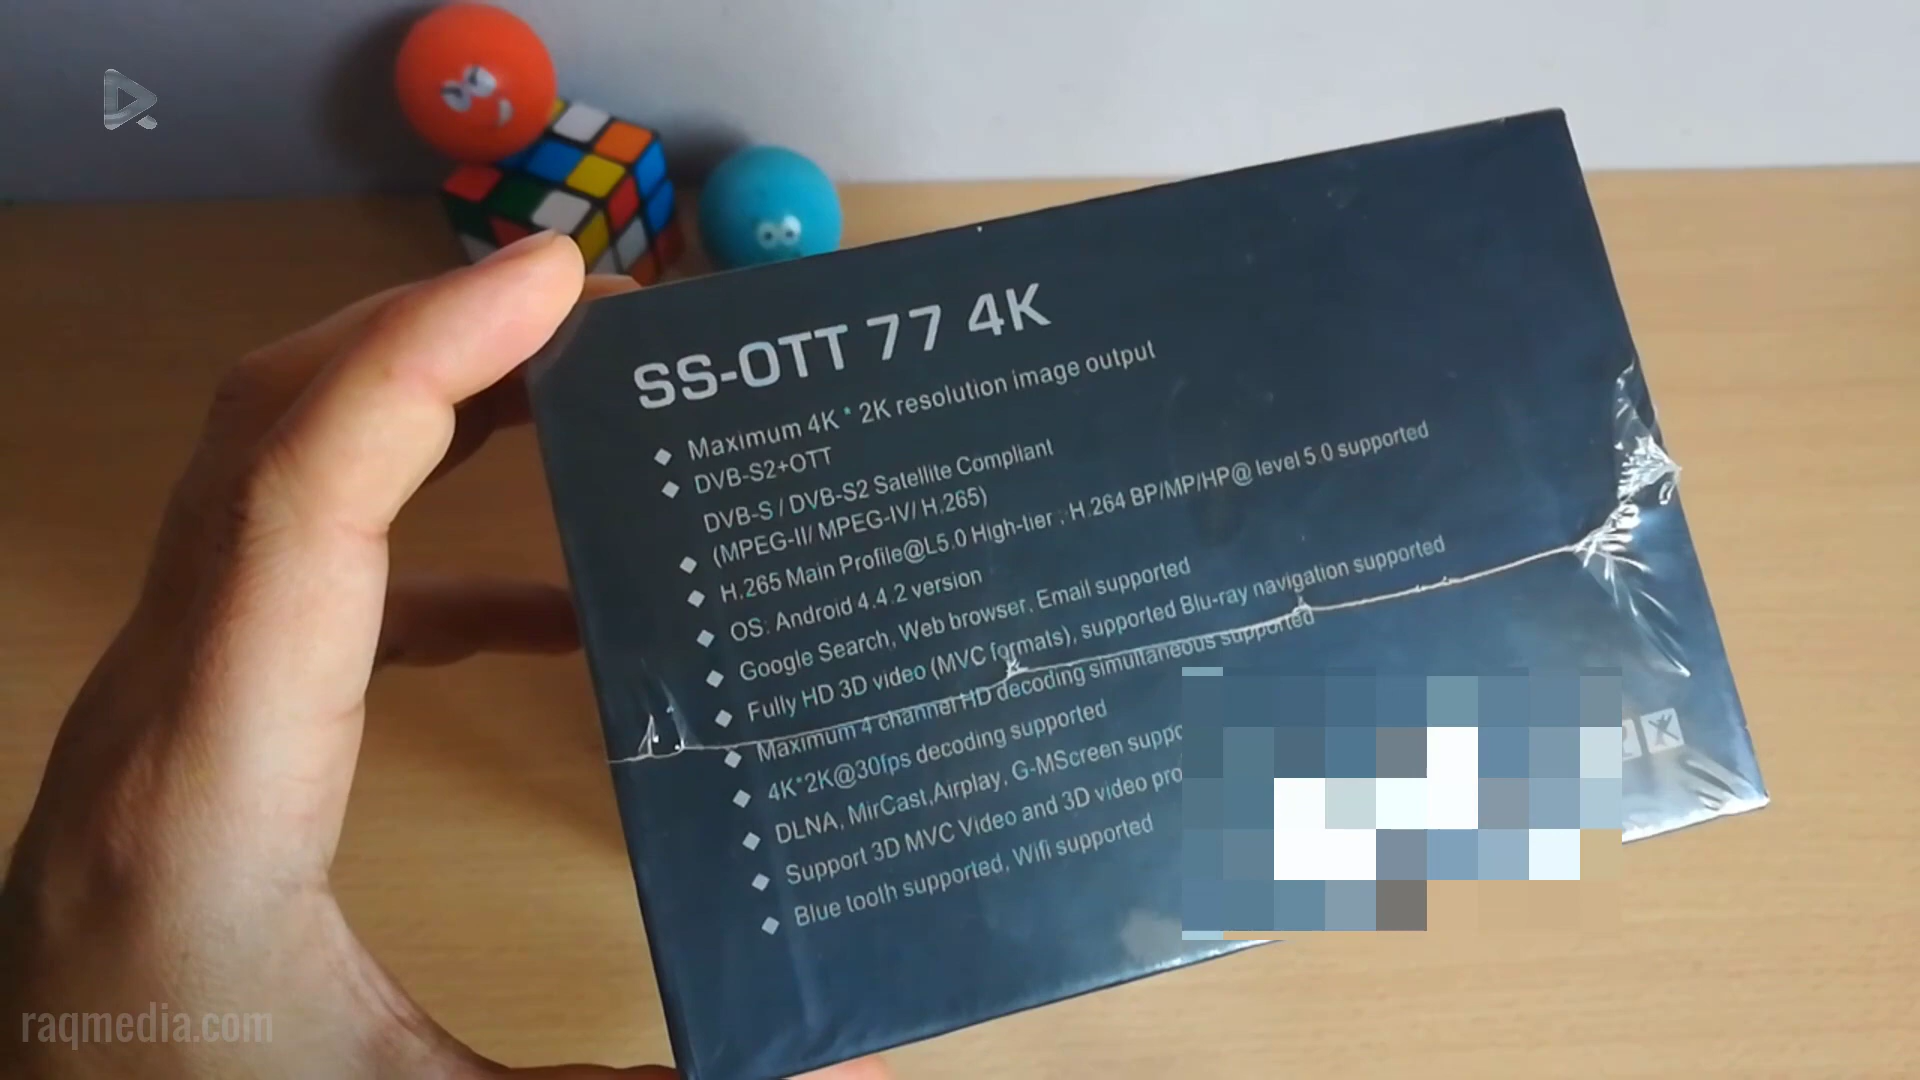 SS-OTT 77 4K
Maximum 4K * 2K resolution image output
DVB-S2+OTT
DVB-S / DVB-S2 Satellite Compliant
(MPEG-II/ MPEG-IV/ H.265)
H.265 Main Profile@L5.0 High-tier ; H.264 BP/MP/HP@ level 5.0 supported
OS: Android 4.4.2 version
Google Search, Web browser, Email supported
Fully HD 3D video (MVC formals), supported Blu-ray navigation supported
Maximum 4 channel HD decoding simultaneous supported
4K*2K@30fps decoding supported
DLNA, MirCast,Airplay, G-MScreen
Support 3D MVC Video and 3D video
Blue tooth supported, Wifi supported
raqmedia.com